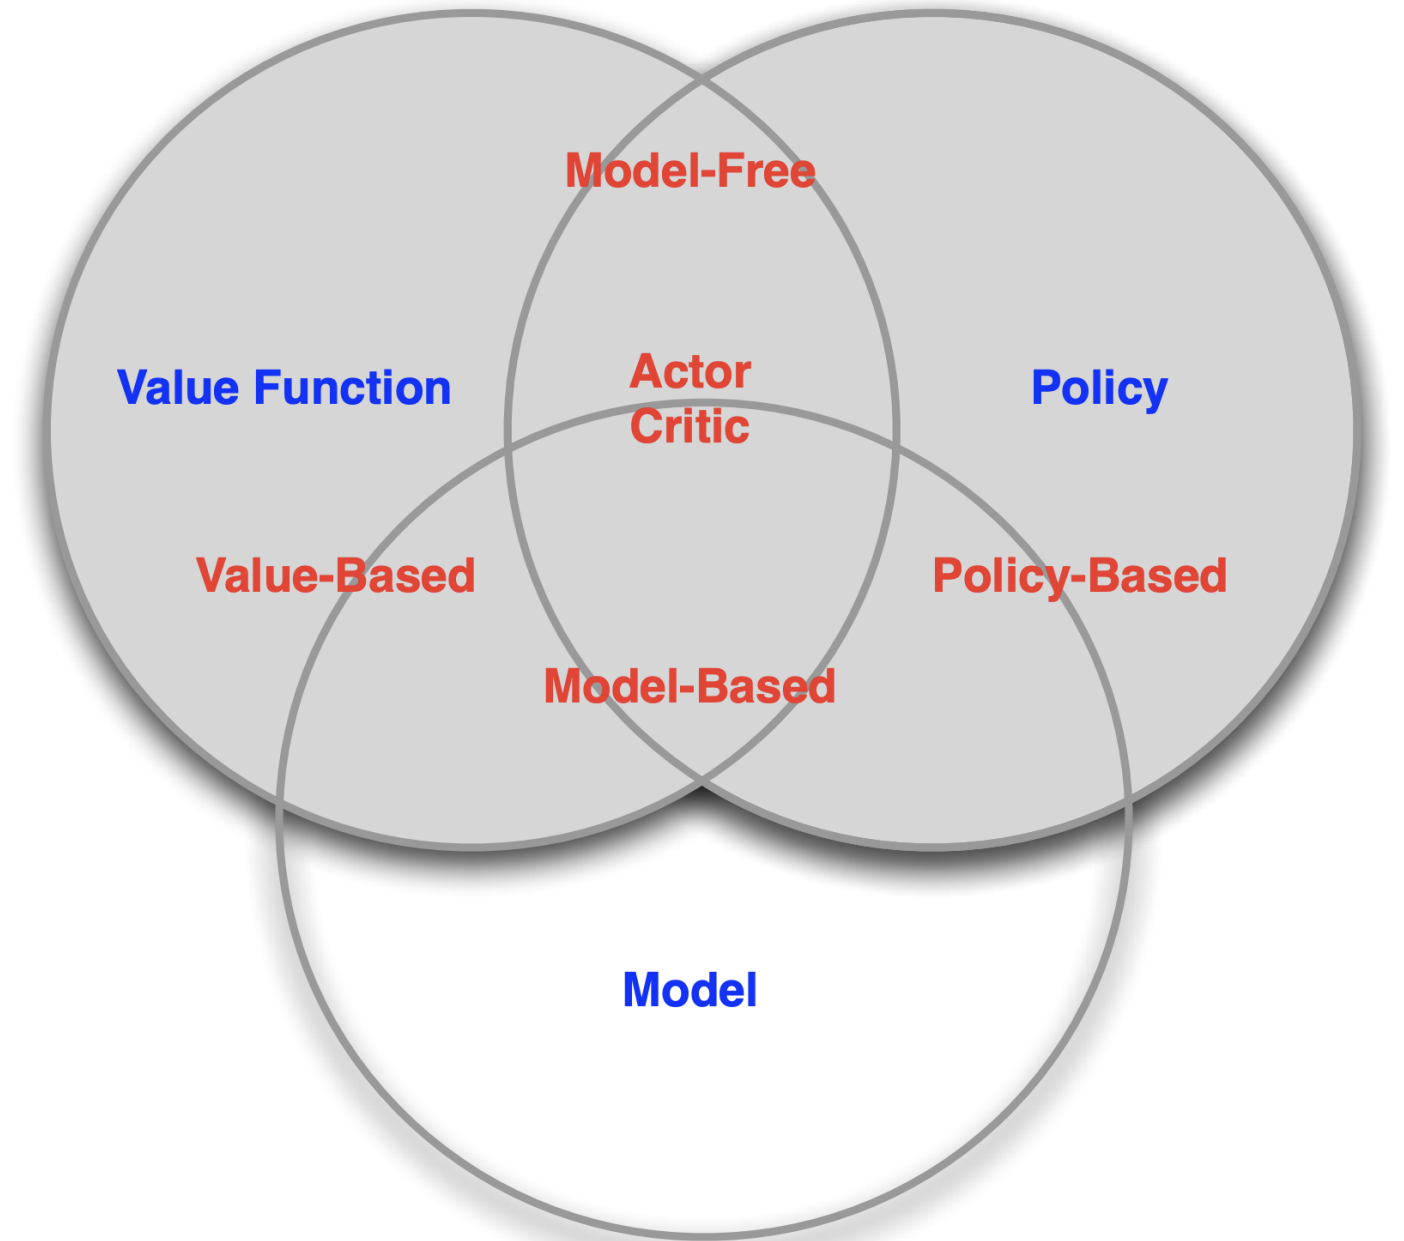 Model-Free
Actor
Critic
Value Function
Policy
Value-Based
Policy-Based
Model-Based
Model